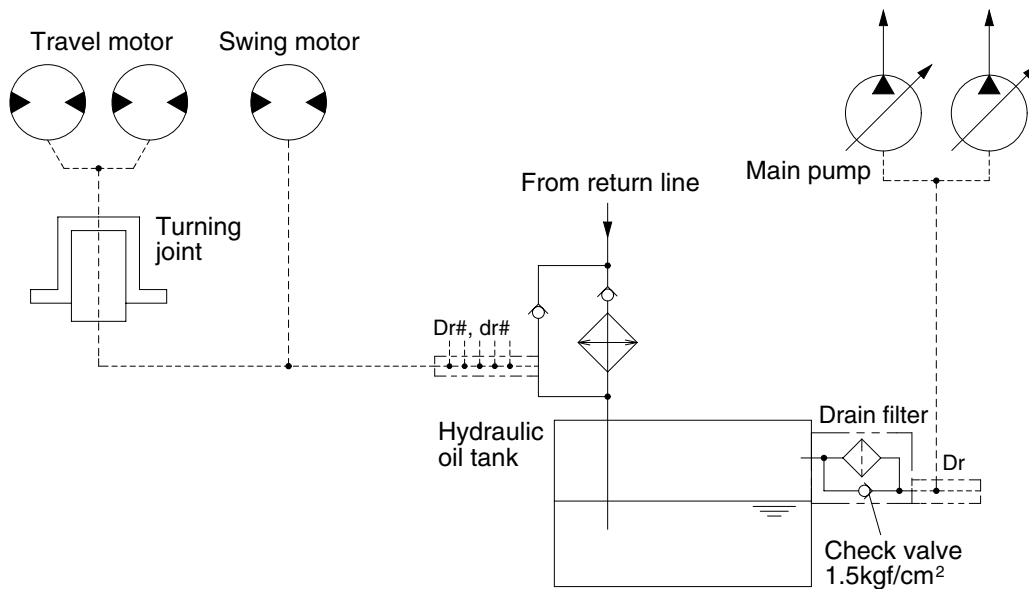 Travel motor
Swing motor
Main pump
From return line
Turning
joint
Dr#, dr#
Hydraulic
oil tank
Drain filter
Dr
Check valve
1.5kgf/cm²